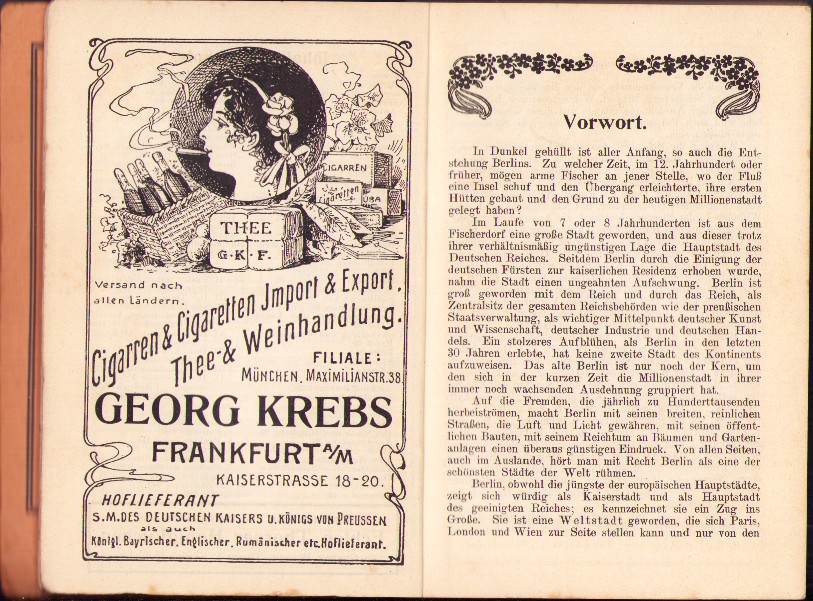 CIGARREN
Cigaretten
UBA
THEE
G·K·F.
Versand nach
allen Ländern.
Cigarren & Cigaretten Jmport & Export,
Thee- & Weinhandlung.
FILIALE:
MÜNCHEN, MAXIMILIANSTR.38
GEORG KREBS
FRANKFURT A/M
KAISERSTRASSE 18-20.
HOFLIEFERANT
S.M.DES DEUTSCHEN KAISERS U.KÖNIGS VON PREUSSEN
als auch
Königl. Bayrischer, Englischer, Rumänischer etc.Hoflieferant.
Vorwort.
In Dunkel gehüllt ist aller Anfang, so auch die Ent-
stehung Berlins. Zu welcher Zeit, im 12. Jahrhundert oder
früher, mögen arme Fischer an jener Stelle, wo der Fluß
eine Insel schuf und den Übergang erleichterte, ihre ersten
Hütten gebaut und den Grund zu der heutigen Millionenstadt
gelegt haben?
Im Laufe von 7 oder 8 Jahrhunderten ist aus dem
Fischerdorf eine große Stadt geworden, und aus dieser trotz
ihrer verhältnismäßig ungünstigen Lage die Hauptstadt des
Deutschen Reiches. Seitdem Berlin durch die Einigung der
deutschen Fürsten zur kaiserlichen Residenz erhoben wurde,
nahm die Stadt einen ungeahnten Aufschwung. Berlin ist
groß geworden mit dem Reich und durch das Reich, als
Zentralsitz der gesamten Reichsbehörden wie der preußischen
Staatsverwaltung, als wichtiger Mittelpunkt deutscher Kunst
und Wissenschaft, deutscher Industrie und deutschen Han-
dels. Ein stolzeres Aufblühen, als Berlin in den letzten
30 Jahren erlebte, hat keine zweite Stadt des Kontinents
aufzuweisen. Das alte Berlin ist nur noch der Kern, um
den sich in der kurzen Zeit die Millionenstadt in ihrer
immer noch wachsenden Ausdehnung gruppiert hat.
Auf die Fremden, die jährlich zu Hunderttausenden
herbeiströmen, macht Berlin mit seinen breiten, reinlichen
Straßen, die Luft und Licht gewähren, mit seinen öffent-
lichen Bauten, mit seinem Reichtum an Bäumen und Garten-
anlagen einen überaus günstigen Eindruck. Von allen Seiten,
auch im Auslande, hört man mit Recht Berlin als eine der
schönsten Städte der Welt rühmen.
Berlin, obwohl die jüngste der europäischen Hauptstädte,
zeigt sich würdig als Kaiserstadt und als Hauptstadt
des geeinigten Reiches; es kennzeichnet sie ein Zug ins
Große. Sie ist eine Weltstadt geworden, die sich Paris,
London und Wien zur Seite stellen kann und nur von den